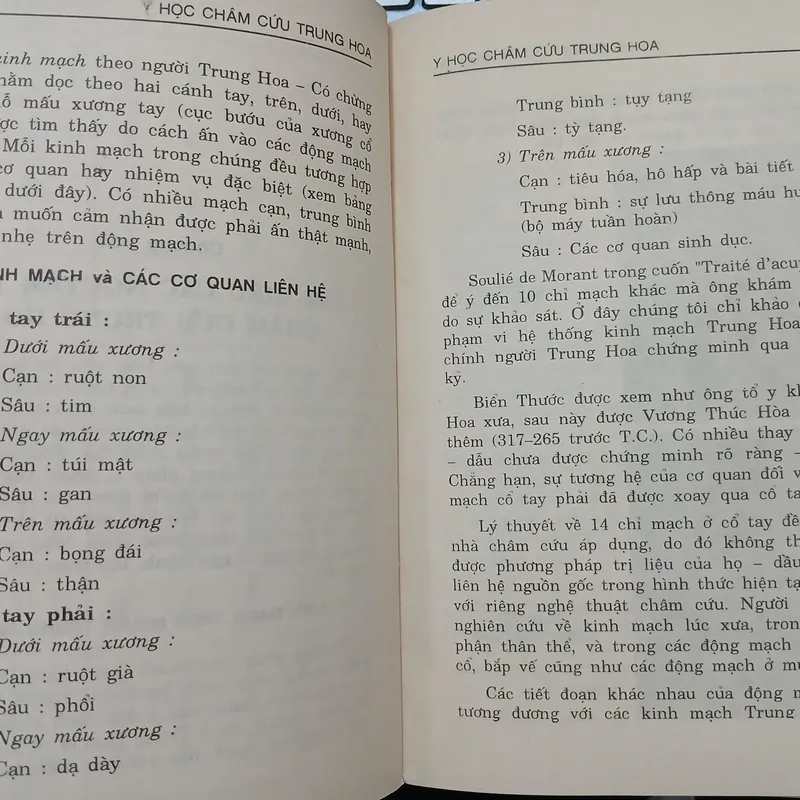 Y HỌC CHÂM CỨU TRUNG HOA
kinh mạch theo người Trung Hoa – Có chừng
nằm dọc theo hai cánh tay, trên, dưới, hay
mấu xương tay (cục bướu của xương cổ
tìm thấy do cách ấn vào các động mạch
Mỗi kinh mạch trong chúng đều tương hợp
cơ quan hay nhiệm vụ đặc biệt (xem bảng
dưới đây). Có nhiều mạch cạn, trung bình
muốn cảm nhận được phải ấn thật mạnh,
nhẹ trên động mạch.
MẠCH và CÁC CƠ QUAN LIÊN HỆ
tay trái :
Dưới mấu xương :
Cạn : ruột non
Sâu : tim
Ngay mấu xương :
Cạn : túi mật
Sâu : gan
Trên mấu xương :
Cạn : bọng đái
Sâu : thận
tay phải :
Dưới mấu xương :
Cạn : ruột già
Sâu : phổi
Ngay mấu xương :
Cạn : dạ dày
Y HỌC CHÂM CỨU TRUNG HOA
Trung bình : tụy tạng
Sâu : tỳ tạng.
3) Trên mấu xương :
Cạn : tiêu hóa, hô hấp và bài tiết
Trung bình : sự lưu thông máu
(bộ máy tuần hoàn)
Sâu : Các cơ quan sinh dục.
Soulié de Morant trong cuốn "Traité d'acu
để ý đến 10 chỉ mạch khác mà ông khám
do sự khảo sát. Ở đây chúng tôi chỉ khảo
phạm vi hệ thống kinh mạch Trung Hoa
chính người Trung Hoa chứng minh qua
kỷ.
Biển Thước được xem như ông tổ y
Hoa xưa, sau này được Vương Thúc Hòa
thêm (317–265 trước T.C.). Có nhiều thay
– dẫu chưa được chứng minh rõ ràng –
Chẳng hạn, sự tương hệ của cơ quan đối
mạch cổ tay phải đã được xoay qua cổ
Lý thuyết về 14 chỉ mạch ở cổ tay
nhà châm cứu áp dụng, do đó không
được phương pháp trị liệu của họ – dầu
liên hệ nguồn gốc trong hình thức hiện
với riêng nghệ thuật châm cứu. Người
nghiên cứu về kinh mạch lúc xưa,
phận thân thể, và trong các động mạch
cổ, bắp vế cũng như các động mạch ở
Các tiết đoạn khác nhau của động
tương đương với các kinh mạch Trung